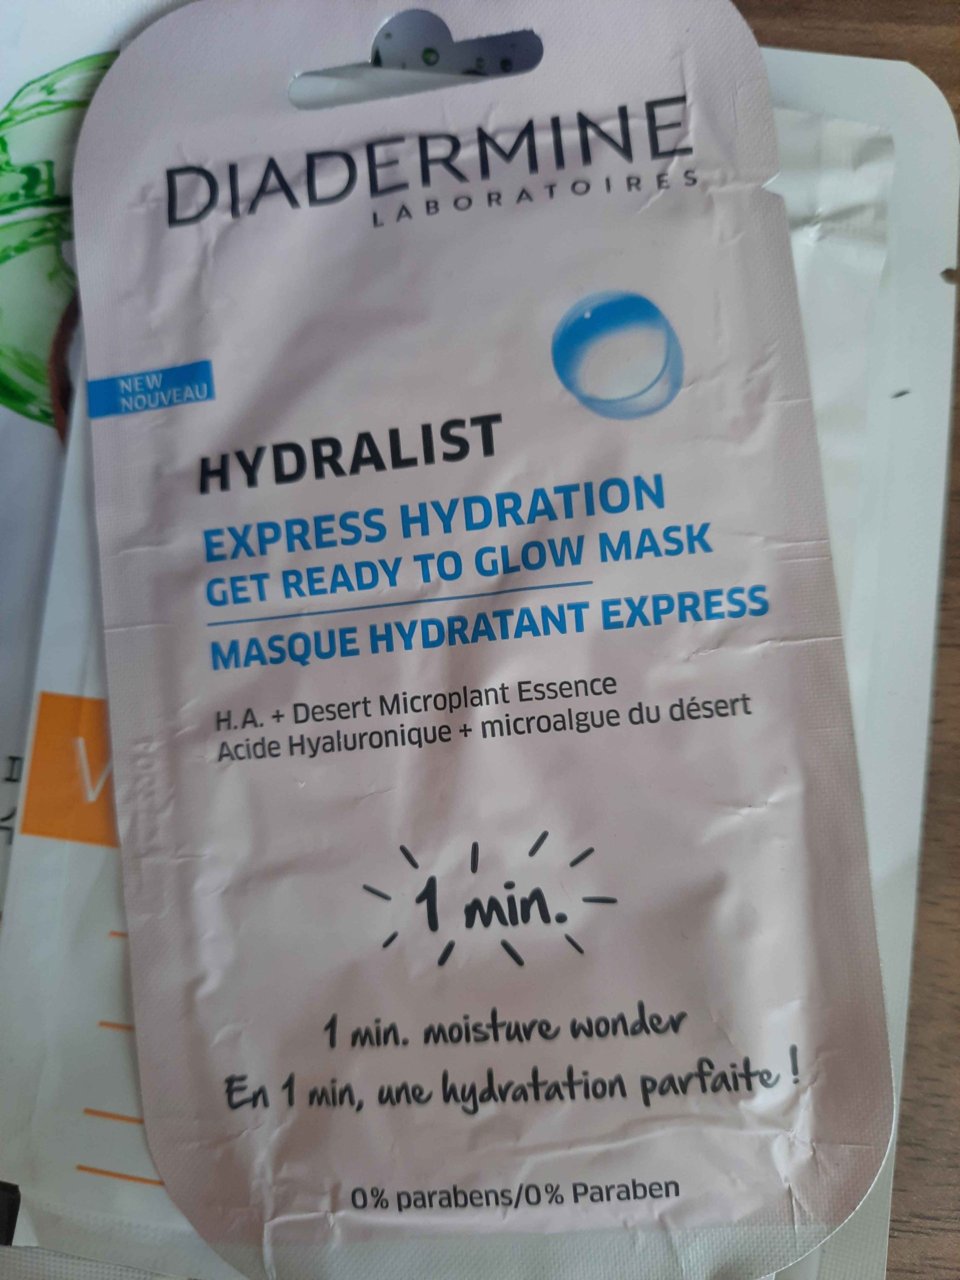 DIADERMINE
LABORATOIRES
NEW
NOUVEAU
HYDRALIST
EXPRESS HYDRATION
GET READY TO GLOW MASK
MASQUE HYDRATANT EXPRESS
H.A. + Desert Microplant Essence
Acide Hyaluronique + microalgue du désert
1 min.
1 min. moisture wonder
En 1 min, une hydratation parfaite !
0% parabens/0% Paraben